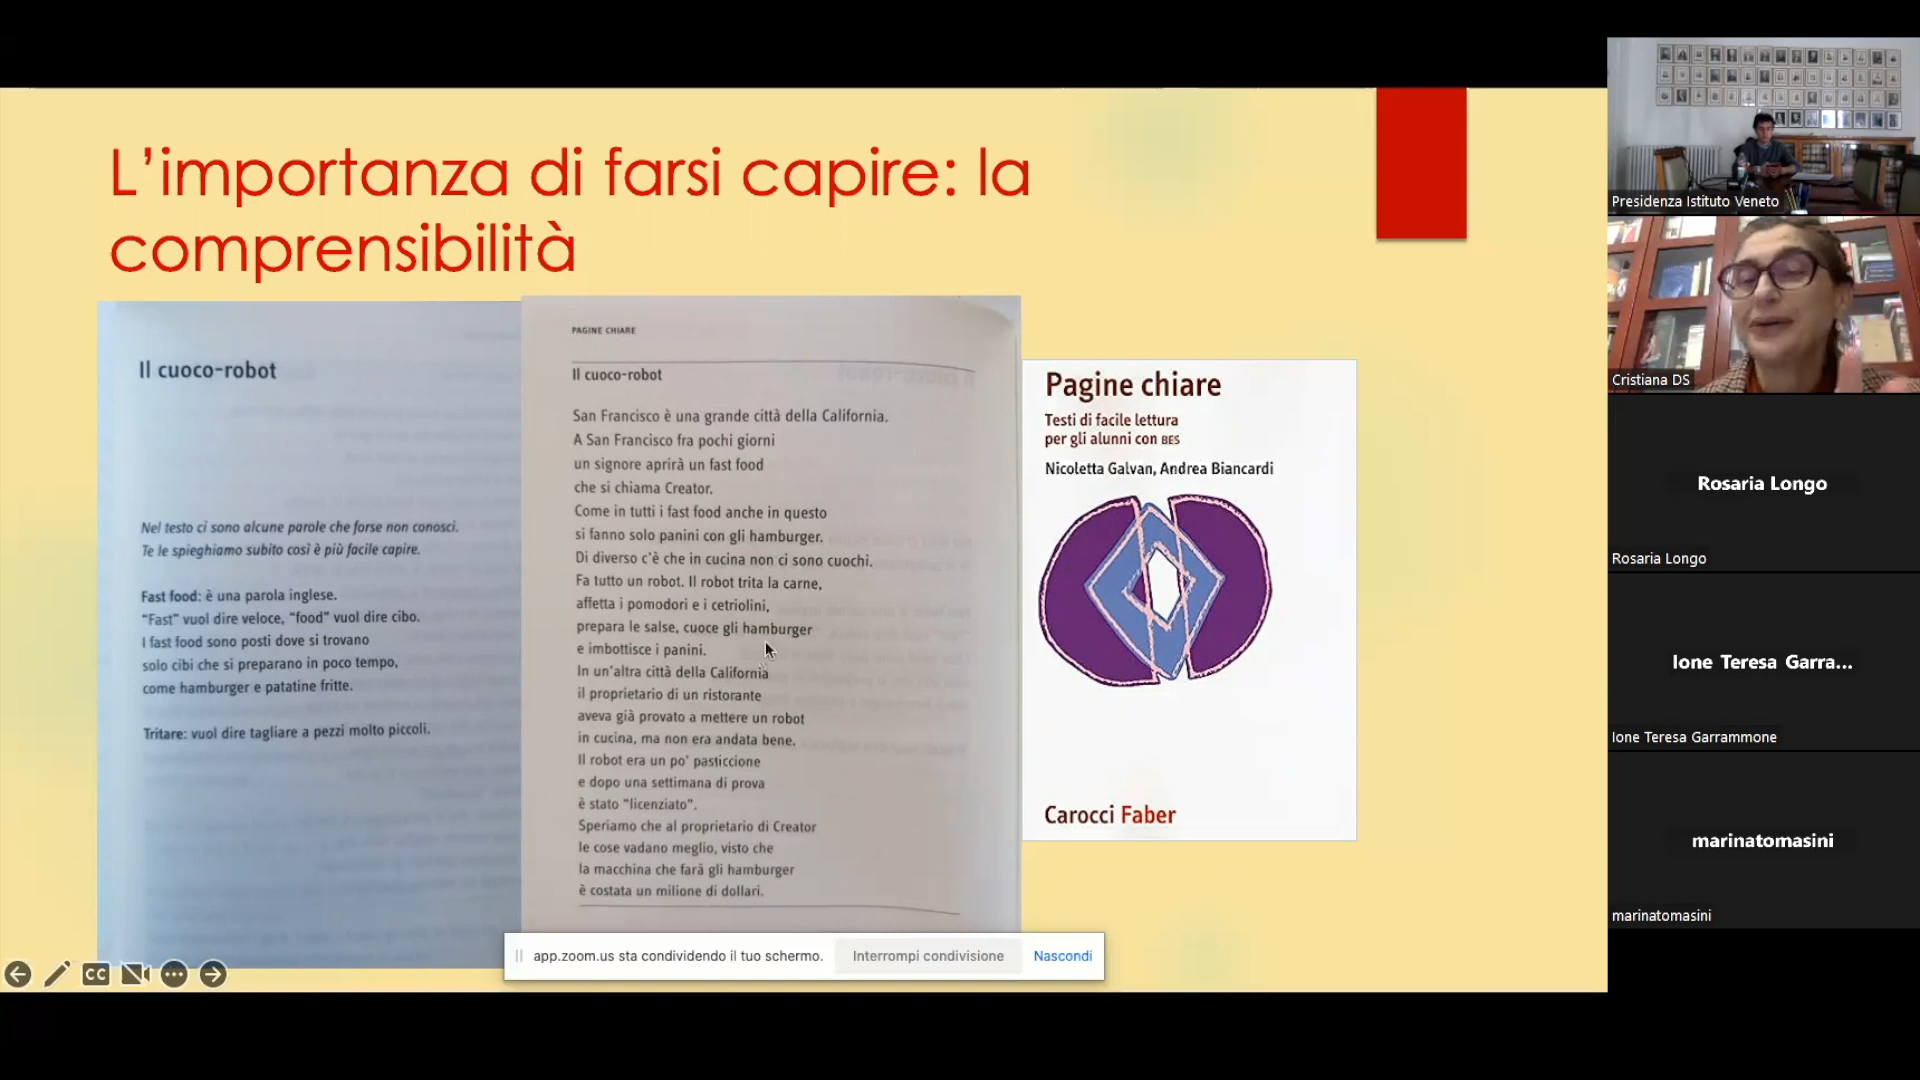 L'importanza di farsi capire: la
comprensibilità
Il cuoco-robot
Nel testo ci sono alcune parole che forse non conosci.
Te le spieghiamo subito così è più facile capire.
Fast food: è una parola inglese.
"Fast" vuol dire veloce, "food" vuol dire cibo.
I fast food sono posti dove si trovano
solo cibi che si preparano in poco tempo,
come hamburger e patatine fritte.
Tritare: vuol dire tagliare a pezzi molto piccoli.
PAGINE CHIARE
Il cuoco-robot
San Francisco è una grande città della California.
A San Francisco fra pochi giorni
un signore aprirà un fast food
che si chiama Creator.
Come in tutti i fast food anche in questo
si fanno solo panini con gli hamburger.
Di diverso c'è che in cucina non ci sono cuochi.
Fa tutto un robot. Il robot trita la carne,
affetta i pomodori e i cetriolini,
prepara le salse, cuoce gli hamburger
e imbottisce i panini.
In un'altra città della California
il proprietario di un ristorante
aveva già provato a mettere un robot
in cucina, ma non era andata bene.
Il robot era un po' pasticcione
e dopo una settimana di prova
è stato "licenziato".
Speriamo che al proprietario di Creator
le cose vadano meglio, visto che
la macchina che farà gli hamburger
è costata un milione di dollari.
Pagine chiare
Testi di facile lettura
per gli alunni con BES
Nicoletta Galvan, Andrea Biancardi
Carocci Faber
app.zoom.us sta condividendo il tuo schermo.
Interrompi condivisione
Nascondi
CC
Presidenza Istituto Veneto
Cristiana DS
Rosaria Longo
Rosaria Longo
Ione Teresa Garra...
Ione Teresa Garrammone
marinatomasini
marinatomasini